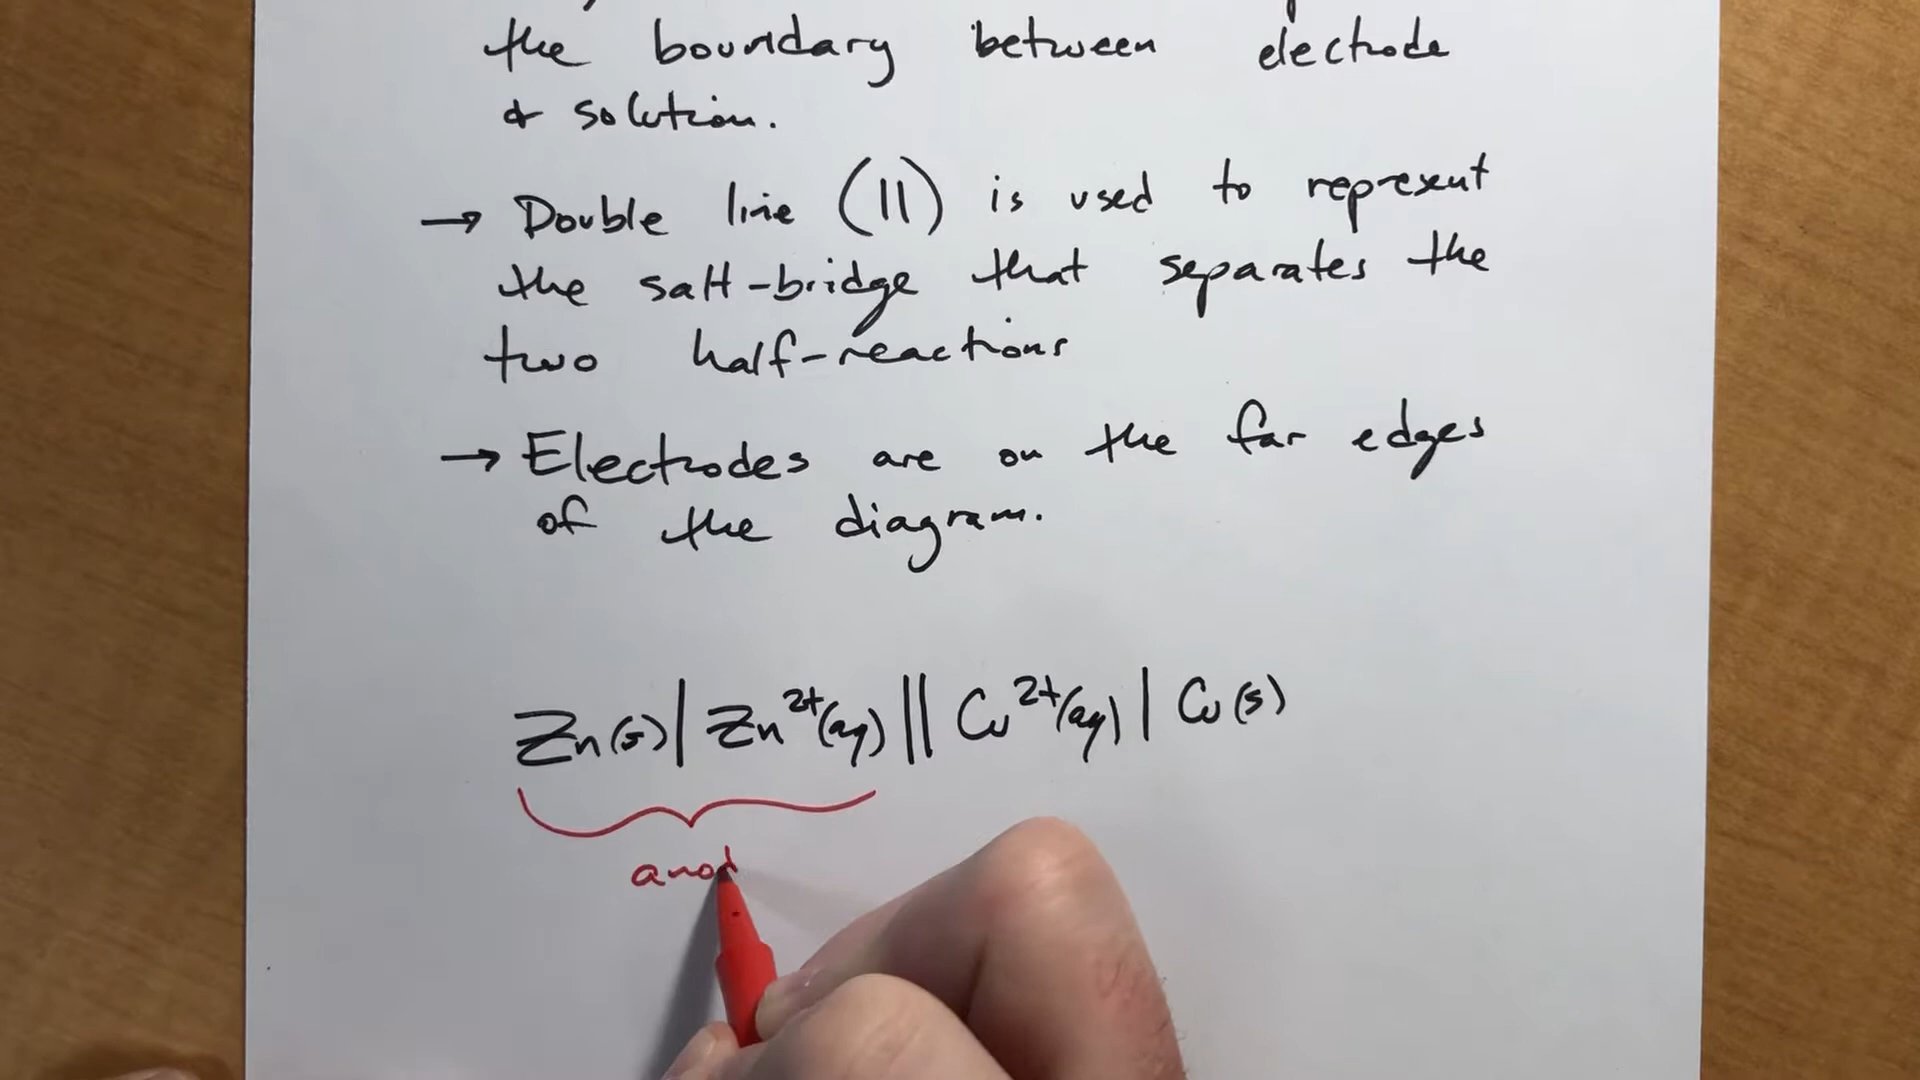 the boundary between electrode
& solution.
→ Double line (||) is used to represent
the salt-bridge that separates the
two half-reactions
→ Electrodes are on the far edges
of the diagram.
Zn(s) | Zn²⁺(aq) || Cu²⁺(aq) | Cu(s)
anod